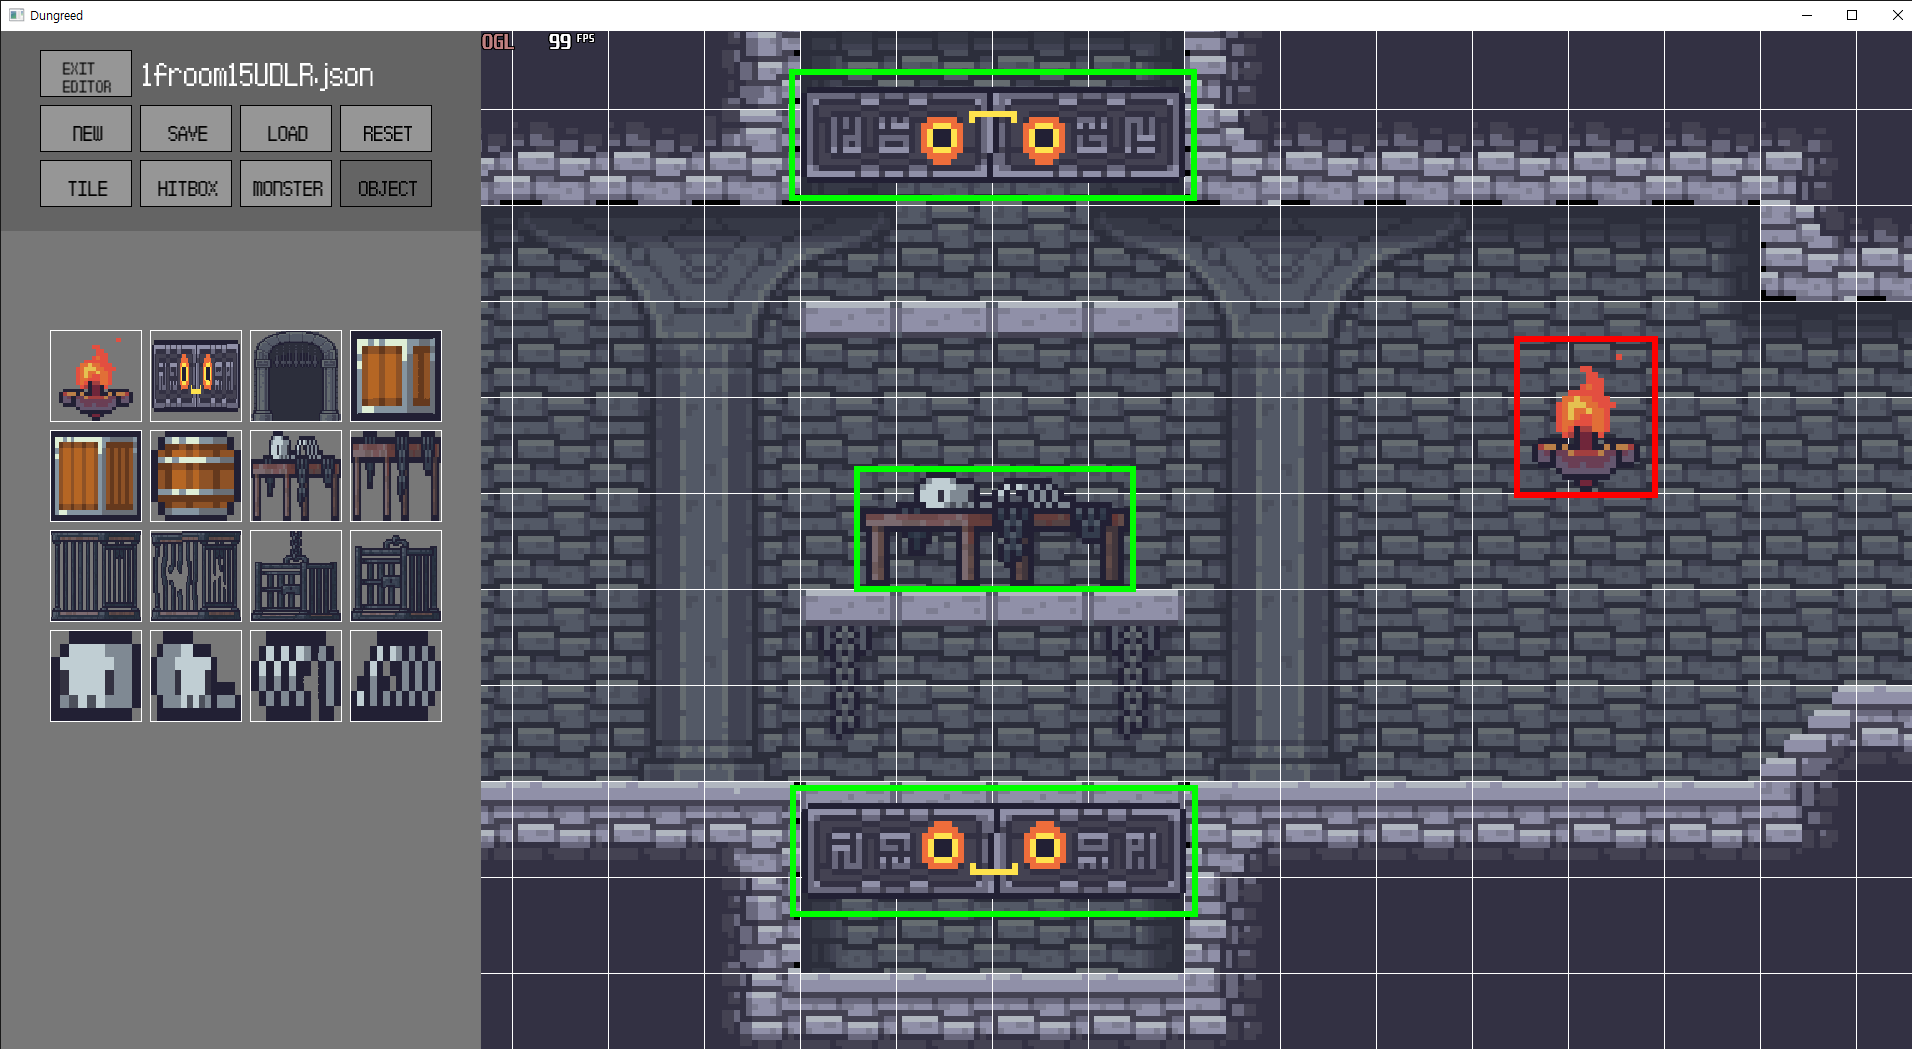 Dungreed
OGL 99 FPS
EXIT
EDITOR
1froom15UDLR.json
NEW SAVE LOAD RESET
TILE HITBOX MONSTER OBJECT